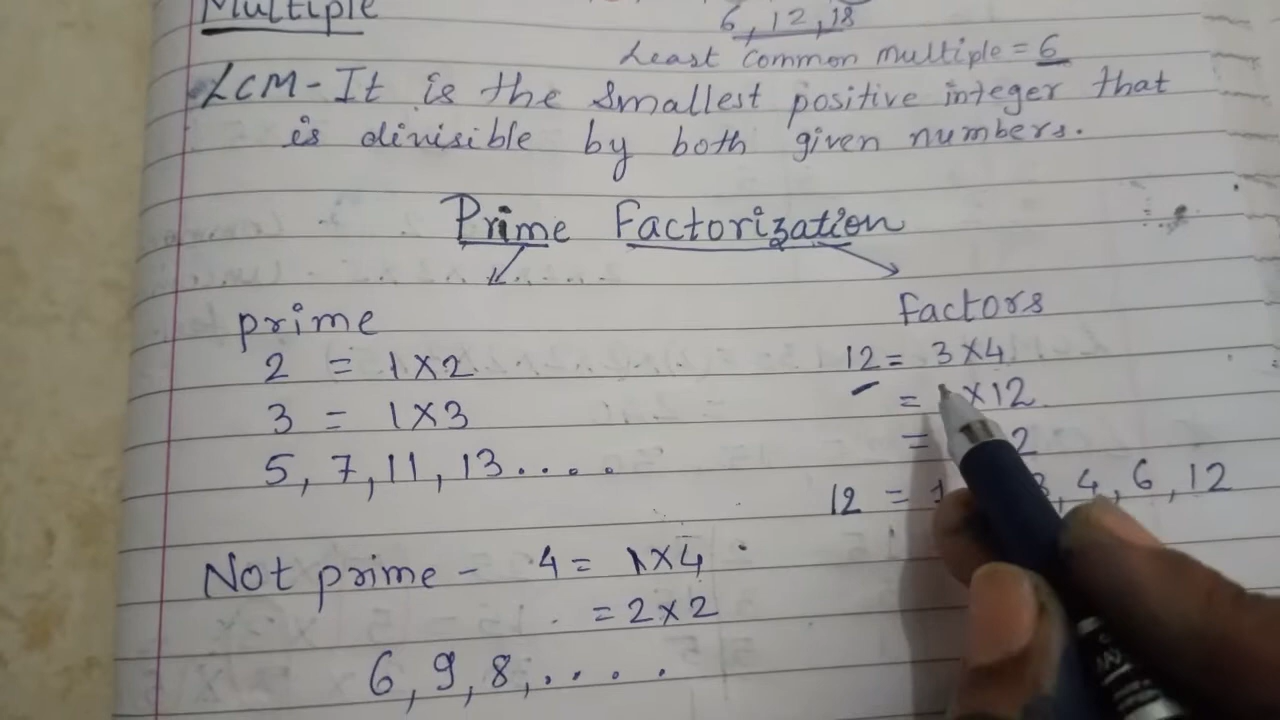 Multiple
6, 12, 18
Least common multiple = 6
LCM - It is the smallest positive integer that
is divisible by both given numbers.
Prime Factorization
prime
Factors
2 = 1×2
12 = 3×4
3 = 1×3
= ×12
5, 7, 11, 13....
= 2
12 = 1 3, 4, 6, 12
Not prime - 4 = 1×4
= 2×2
6, 9, 8, ....